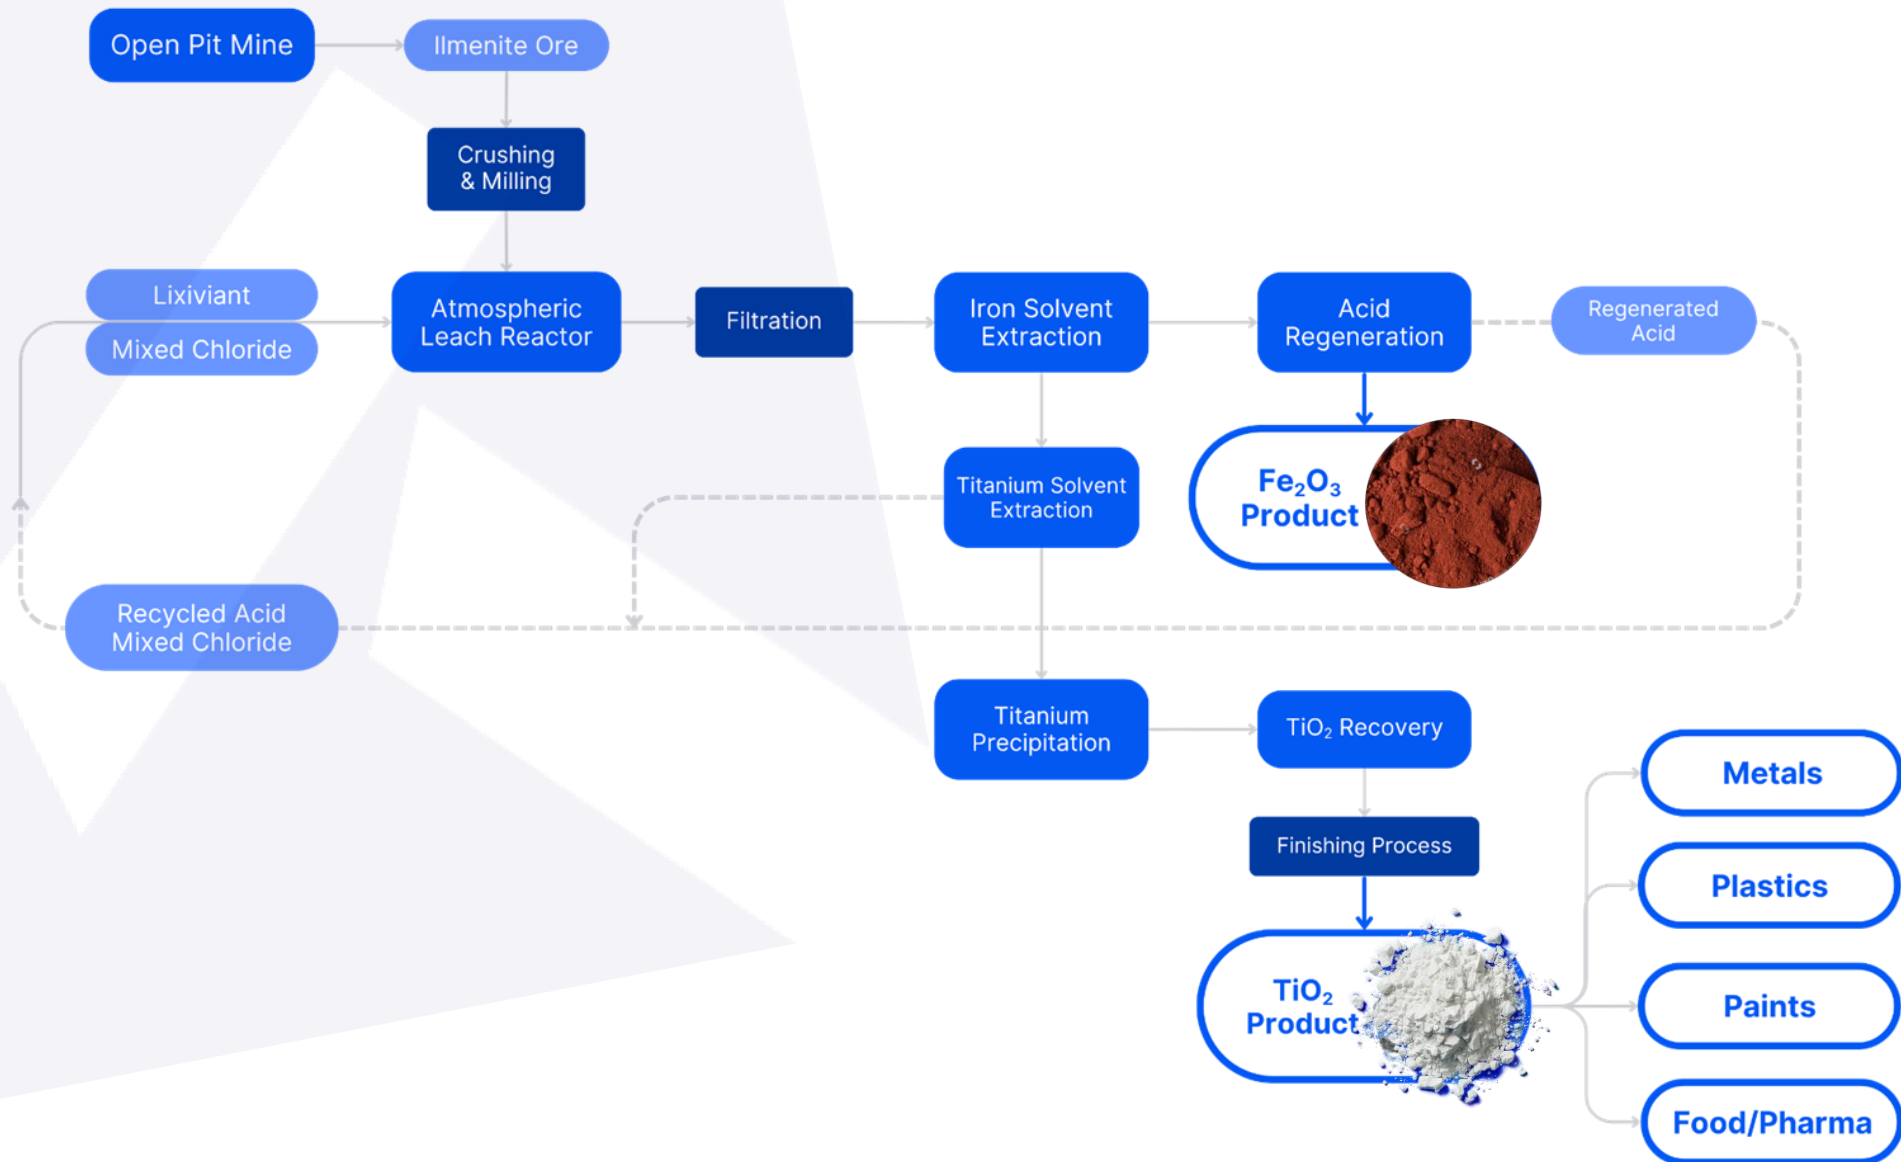 Open Pit Mine
Ilmenite Ore
Crushing
& Milling
Lixiviant
Mixed Chloride
Atmospheric
Leach Reactor
Filtration
Iron Solvent
Extraction
Acid
Regeneration
Regenerated
Acid
Titanium Solvent
Extraction
Fe₂O₃
Product
Recycled Acid
Mixed Chloride
Titanium
Precipitation
TiO₂ Recovery
Finishing Process
TiO₂
Product
Metals
Plastics
Paints
Food/Pharma